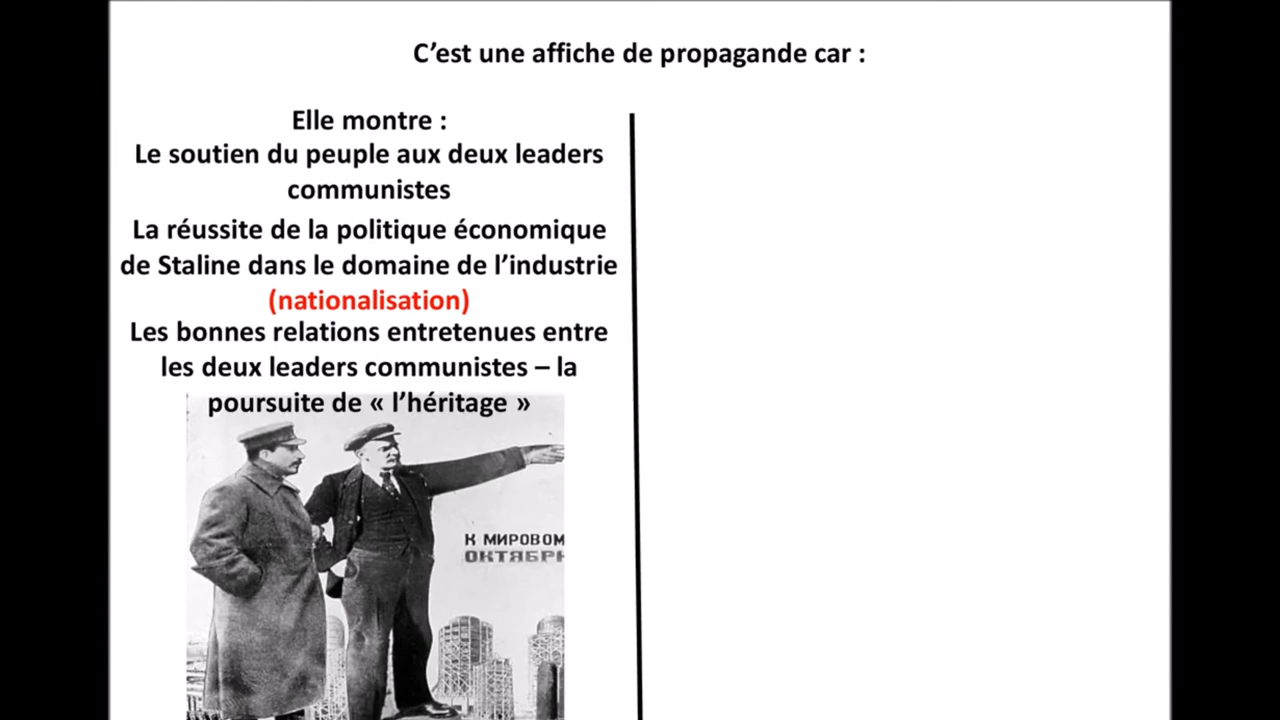 C’est une affiche de propagande car :
Elle montre :
Le soutien du peuple aux deux leaders
communistes
La réussite de la politique économique
de Staline dans le domaine de l’industrie
(nationalisation)
Les bonnes relations entretenues entre
les deux leaders communistes – la
poursuite de « l’héritage »
К МИРОВОМ
ОКТЯБРЮ